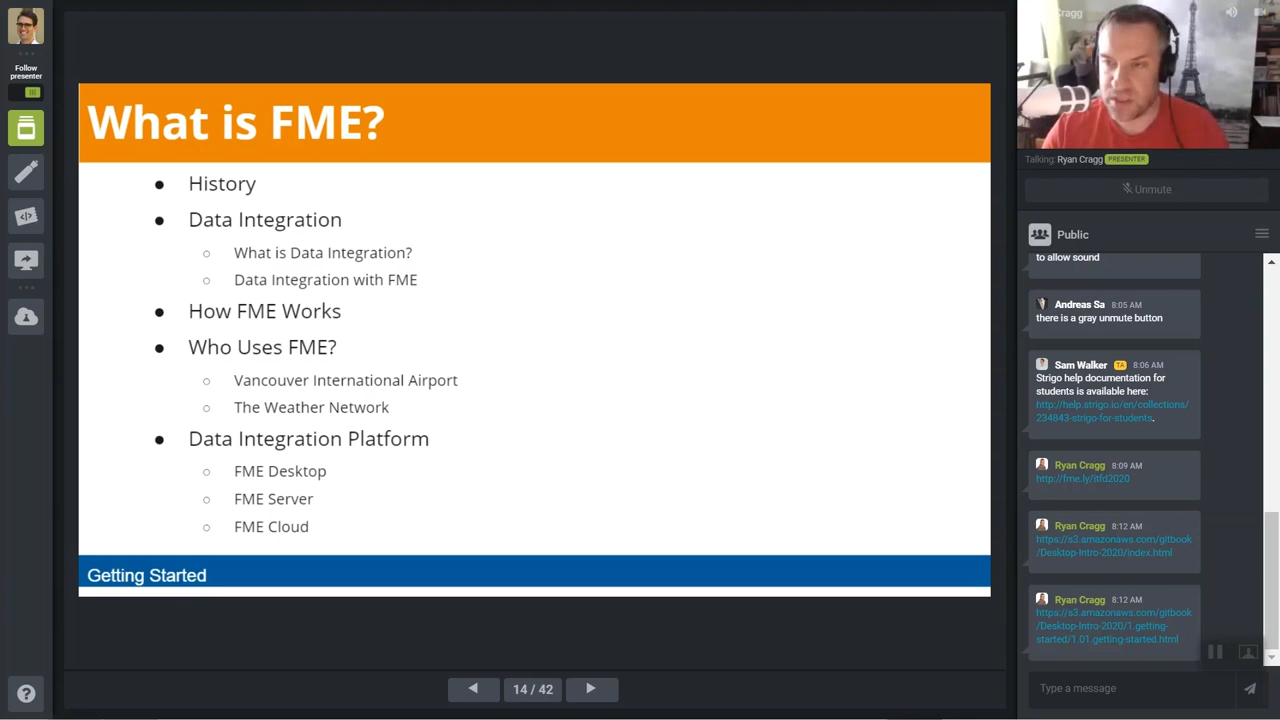 Follow
presenter
What is FME?
● History
● Data Integration
○ What is Data Integration?
○ Data Integration with FME
● How FME Works
● Who Uses FME?
○ Vancouver International Airport
○ The Weather Network
● Data Integration Platform
○ FME Desktop
○ FME Server
○ FME Cloud
Getting Started
14 / 42
Cragg
Talking: Ryan Cragg PRESENTER
Unmute
Public
to allow sound
Andreas Sa 8:05 AM
there is a gray unmute button
Sam Walker TA 8:06 AM
Strigo help documentation for
students is available here:
http://help.strigo.io/en/collections/
234843-strigo-for-students.
Ryan Cragg 8:09 AM
http://fme.ly/itfd2020
Ryan Cragg 8:12 AM
https://s3.amazonaws.com/gitbook
/Desktop-Intro-2020/index.html
Ryan Cragg 8:12 AM
https://s3.amazonaws.com/gitbook
/Desktop-Intro-2020/1.getting-
started/1.01.getting-started.html
Type a message